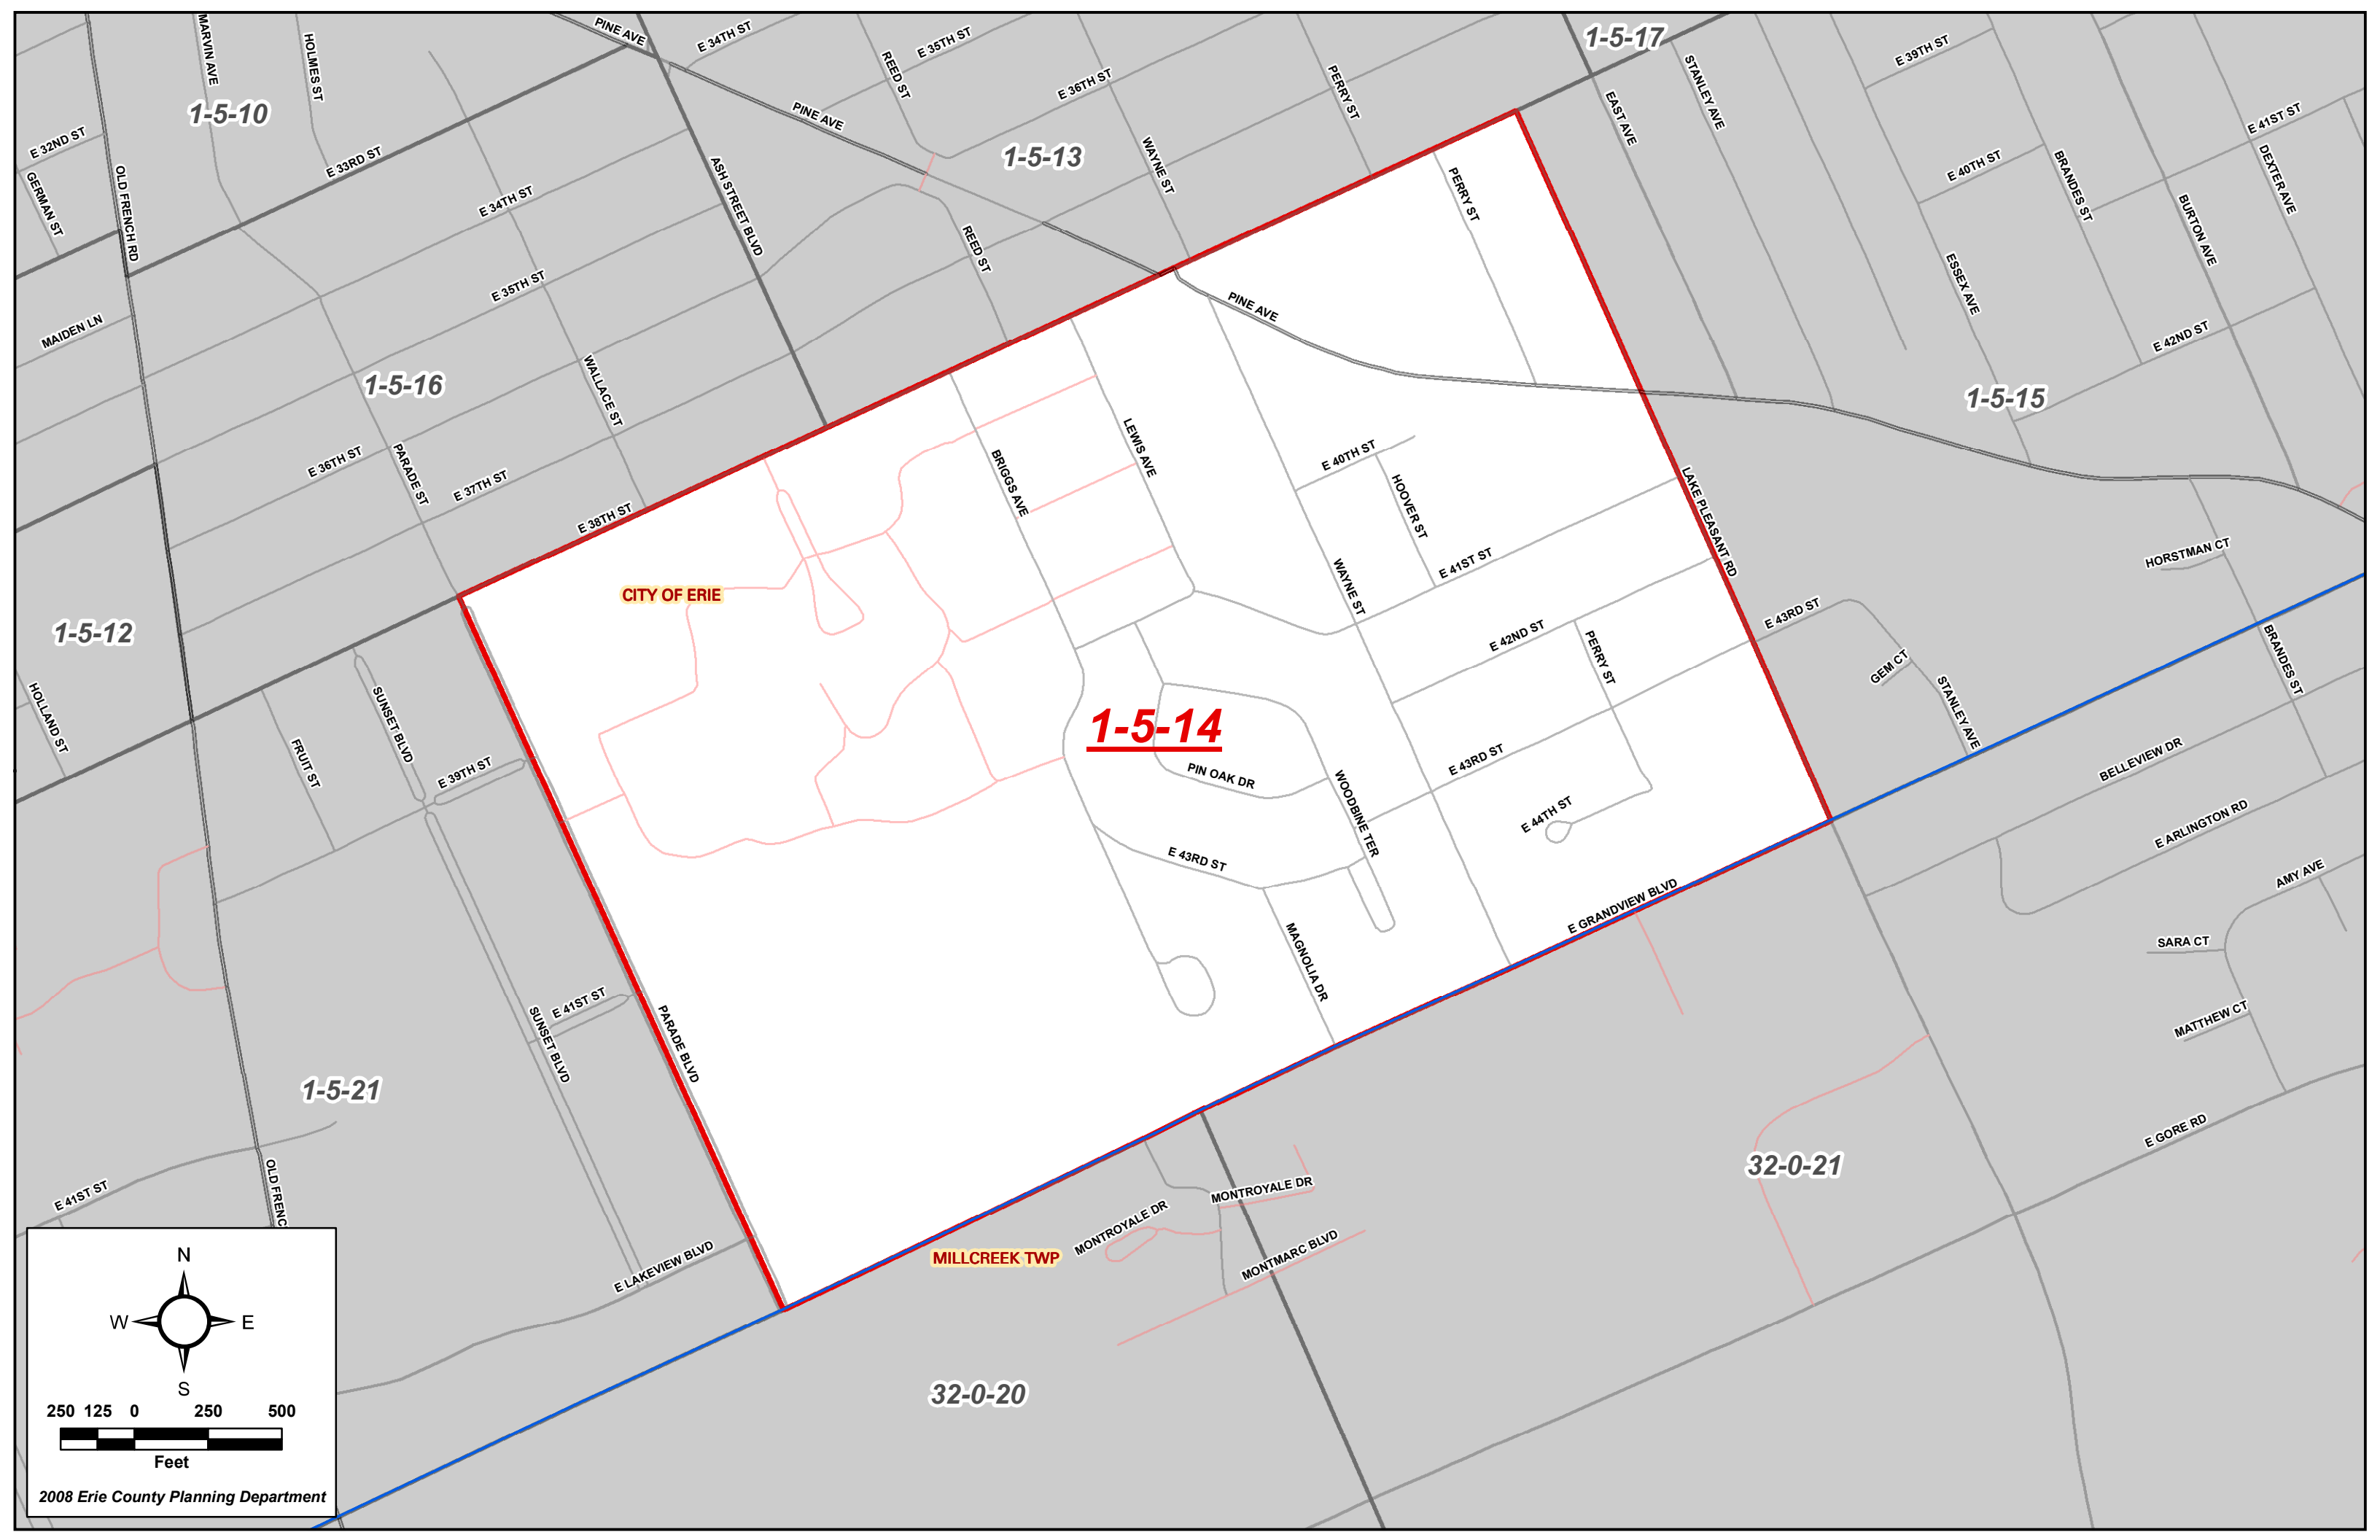 PINE AVE
E 34TH ST
MARVIN AVE
HOLMES ST
1-5-10
REED ST
E 35TH ST
E 36TH ST
PERRY ST
1-5-17
STANLEY AVE
E 39TH ST
EAST AVE
E 41ST ST
DEXTER AVE
E 32ND ST
GERMAN ST
OLD FRENCH RD
E 33RD ST
PINE AVE
1-5-13
WAYNE ST
ASH STREET BLVD
E 34TH ST
PERRY ST
E 40TH ST
BRANDES ST
BURTON AVE
REED ST
E 35TH ST
ESSEX AVE
MAIDEN LN
PINE AVE
E 42ND ST
1-5-16
WALLACE ST
1-5-15
LEWIS AVE
E 36TH ST
PARADE ST
E 37TH ST
BRIGGS AVE
E 40TH ST
HOOVER ST
LAKE PLEASANT RD
E 38TH ST
E 41ST ST
WAYNE ST
HORSTMAN CT
CITY OF ERIE
1-5-12
E 43RD ST
E 42ND ST
PERRY ST
GEM CT
STANLEY AVE
BRANDES ST
HOLLAND ST
SUNSET BLVD
FRUIT ST
E 39TH ST
1-5-14
PIN OAK DR
WOODBINE TER
E 43RD ST
E 44TH ST
BELLEVIEW DR
E ARLINGTON RD
E 43RD ST
AMY AVE
E GRANDVIEW BLVD
MAGNOLIA DR
SARA CT
MATTHEW CT
E 41ST ST
SUNSET BLVD
PARADE BLVD
1-5-21
E GORE RD
32-0-21
E 41ST ST
OLD FRENC
MONTROYALE DR
MONTROYALE DR
MONTMARC BLVD
E LAKEVIEW BLVD
MILLCREEK TWP
32-0-20
N
W E
S
250 125 0 250 500
Feet
2008 Erie County Planning Department